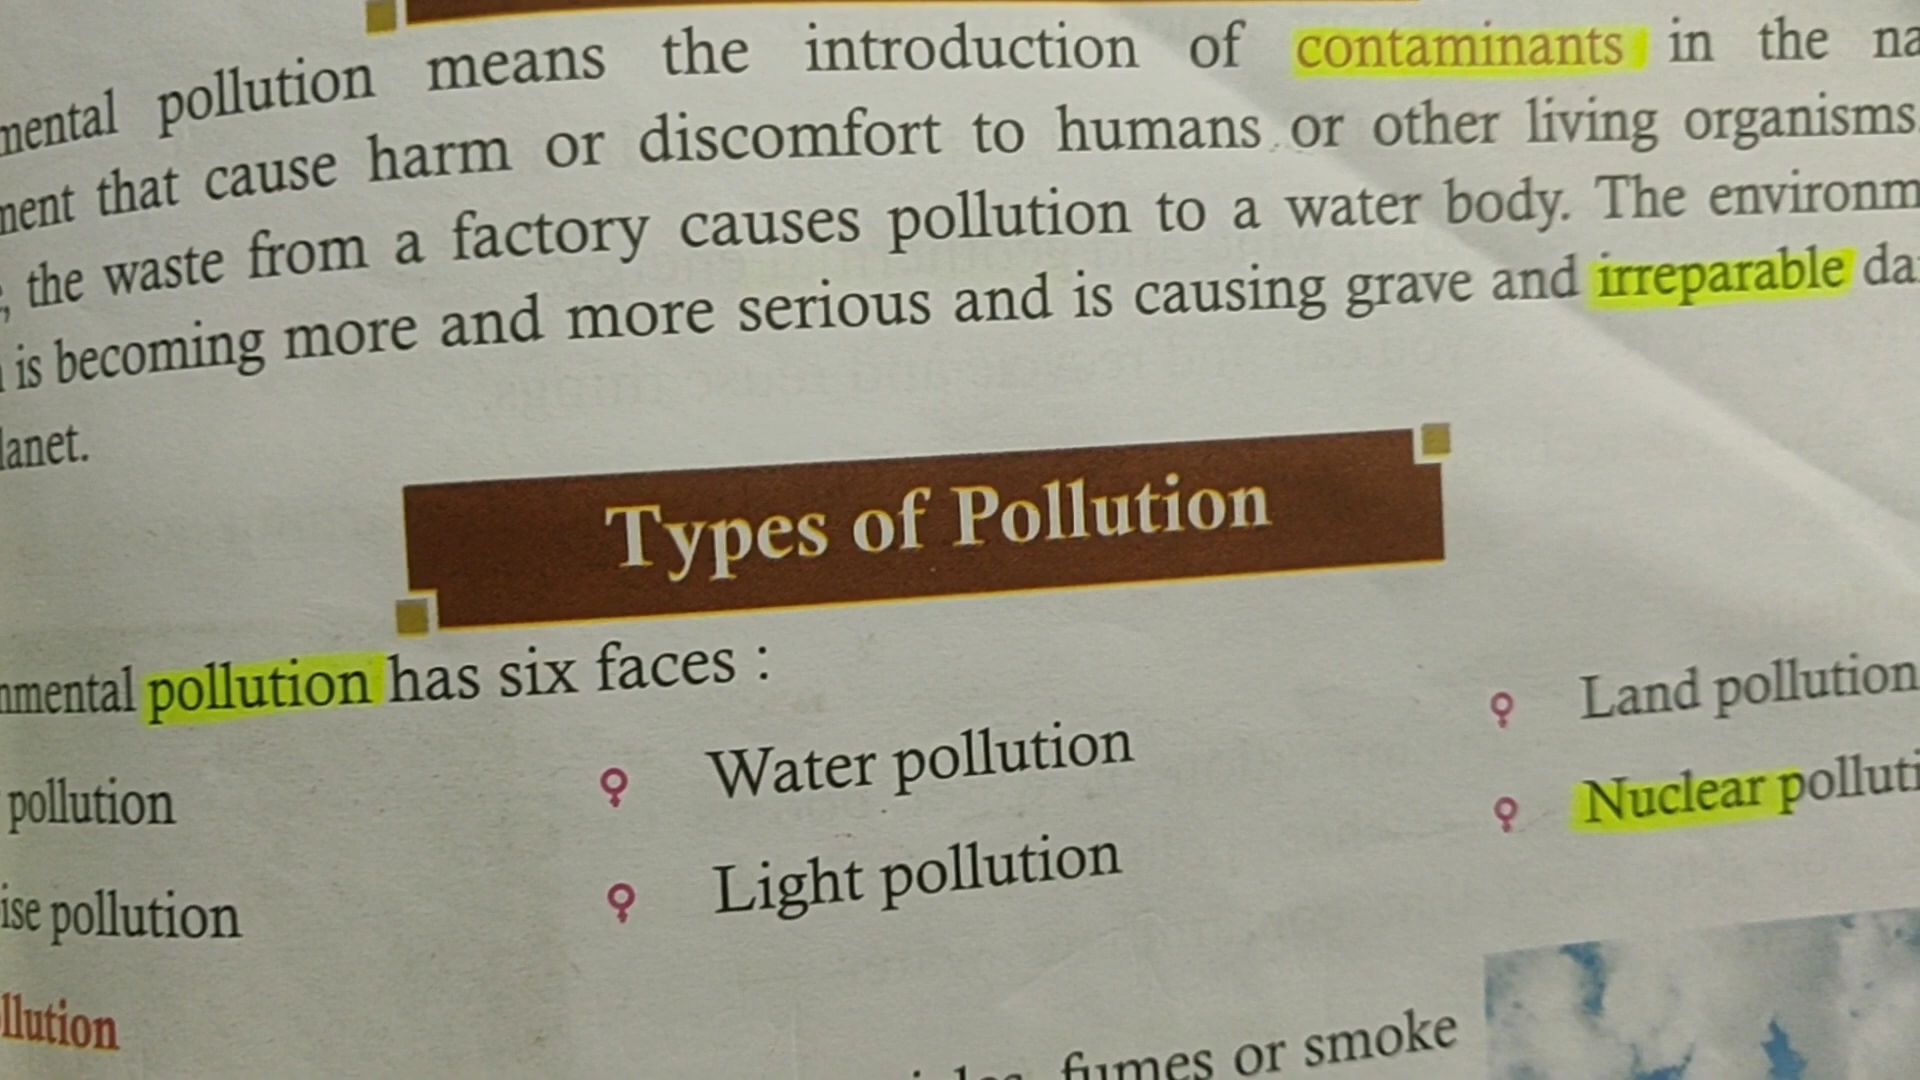 mental pollution means the introduction of contaminants in the na
ment that cause harm or discomfort to humans or other living organisms
, the waste from a factory causes pollution to a water body. The environm
is becoming more and more serious and is causing grave and irreparable da
lanet.
Types of Pollution
nmental pollution has six faces :
pollution
Water pollution
Land pollution
ise pollution
Light pollution
Nuclear polluti
llution
fumes or smoke